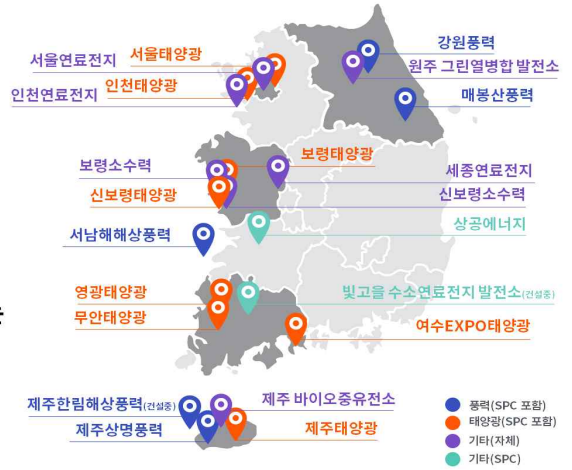 강원풍력
서울태양광
서울연료전지
원주 그린열병합 발전소
인천태양광
인천연료전지
매봉산풍력
보령태양광
보령소수력
세종연료전지
신보령태양광
신보령소수력
상공에너지
서남해해상풍력
영광태양광
빛고을 수소연료전지 발전소(건설중)
무안태양광
여수EXPO태양광
제주 바이오중유전소
제주한림해상풍력(건설중)
제주상명풍력
제주태양광
풍력(SPC 포함)
태양광(SPC 포함)
기타(자체)
기타(SPC)